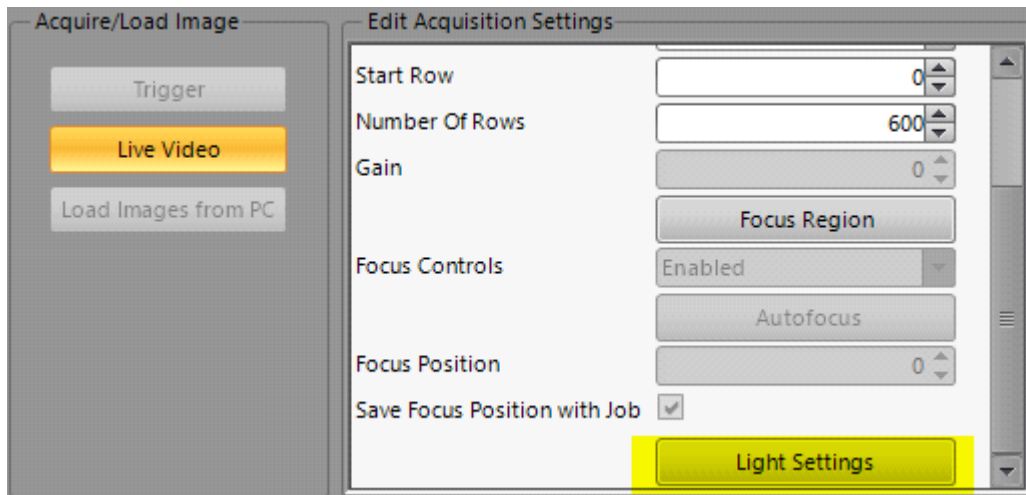 Acquire/Load Image
Trigger
Live Video
Load Images from PC
Edit Acquisition Settings
Start Row 0
Number Of Rows 600
Gain 0
Focus Region
Focus Controls Enabled
Autofocus
Focus Position 0
Save Focus Position with Job
Light Settings